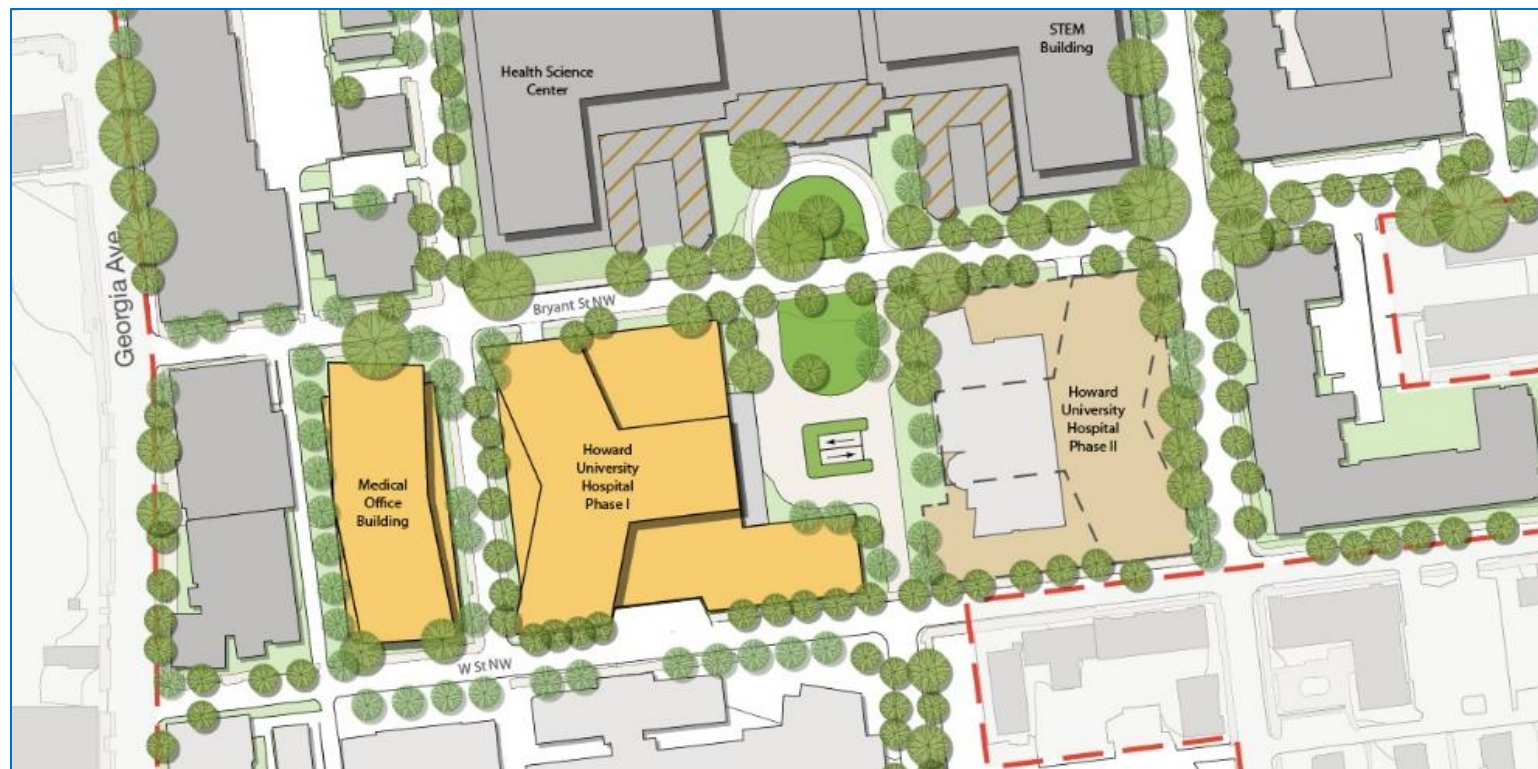 STEM
Building
Health Science
Center
Georgia Ave.
Bryant St NW
Howard
University
Hospital
Phase II
Howard
University
Hospital
Phase I
Medical
Office
Building
W St NW